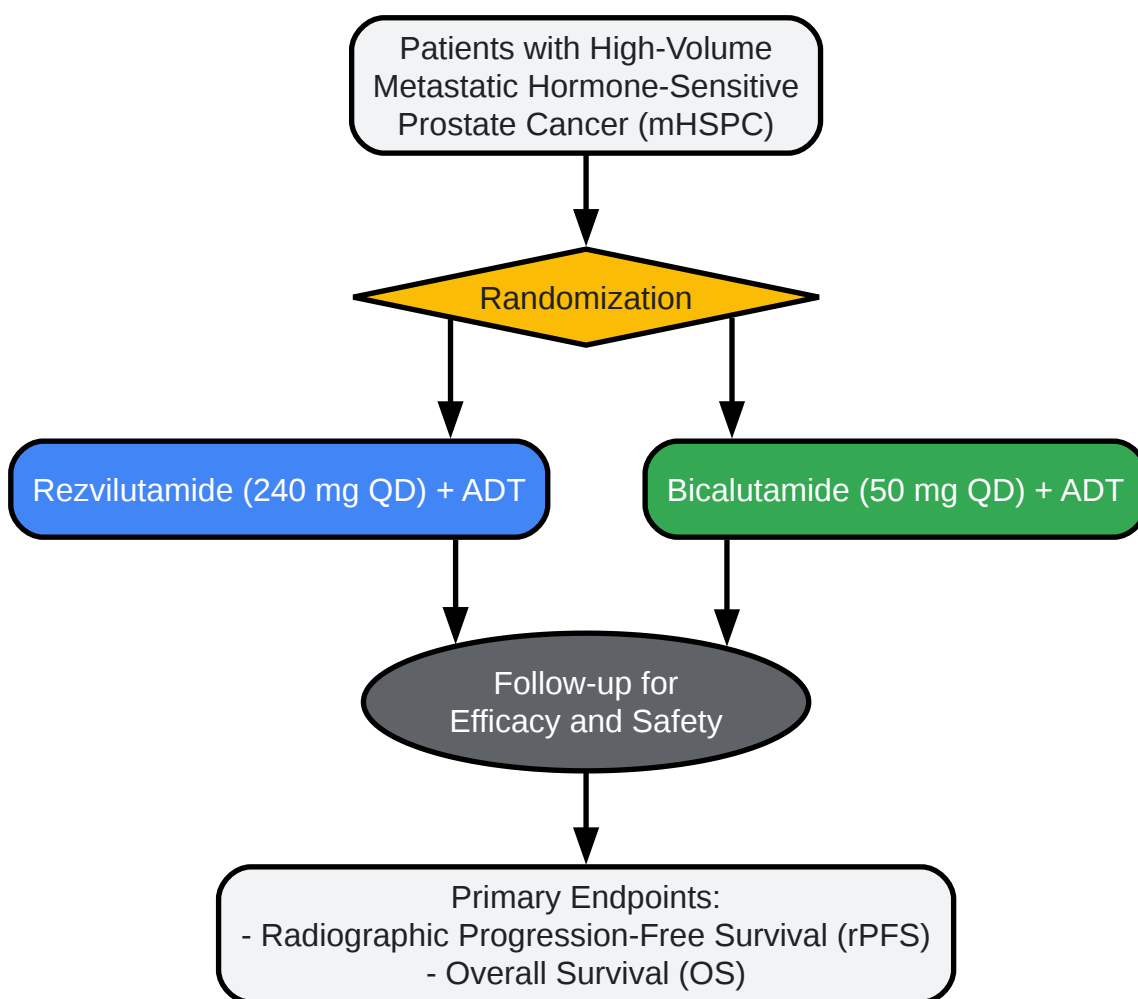 Patients with High-Volume
Metastatic Hormone-Sensitive
Prostate Cancer (mHSPC)
Randomization
Rezvilutamide (240 mg QD) + ADT
Bicalutamide (50 mg QD) + ADT
Follow-up for
Efficacy and Safety
Primary Endpoints:
- Radiographic Progression-Free Survival (rPFS)
- Overall Survival (OS)